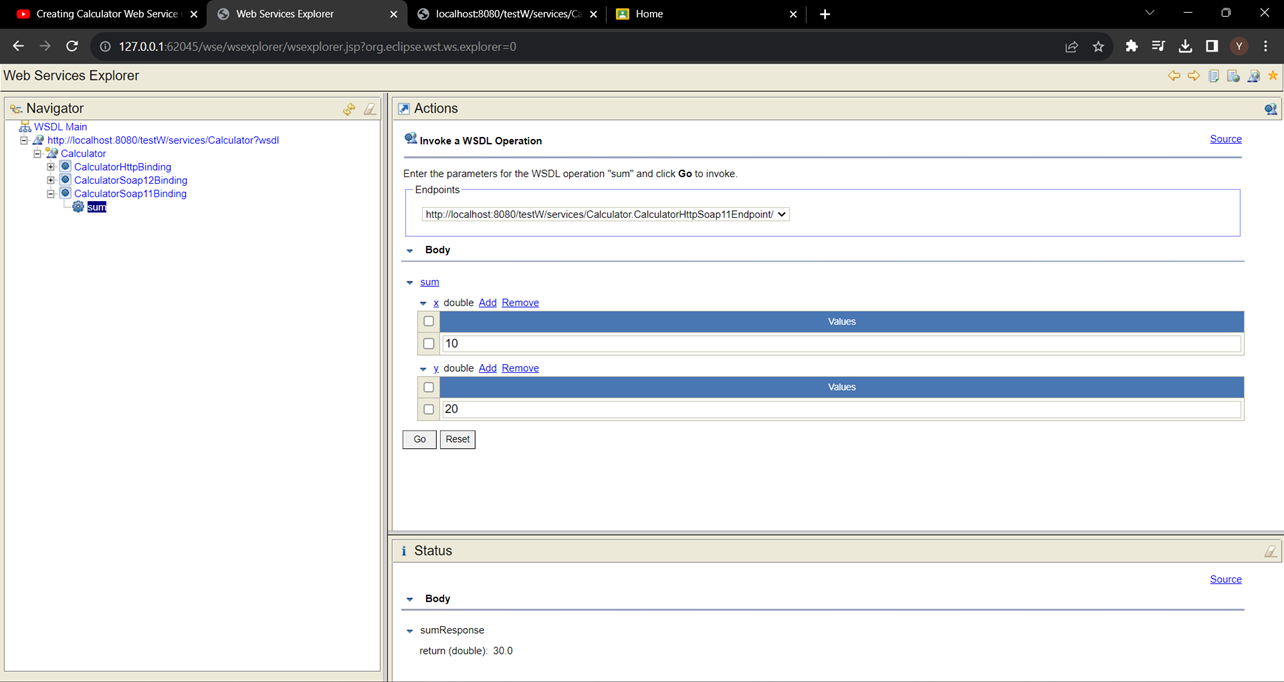 Creating Calculator Web Service
Web Services Explorer
localhost:8080/testW/services/Ca
Home
127.0.0.1:62045/wse/wsexplorer/wsexplorer.jsp?org.eclipse.wst.ws.explorer=0
Y
Web Services Explorer
Navigator
WSDL Main
http://localhost:8080/testW/services/Calculator?wsdl
Calculator
CalculatorHttpBinding
CalculatorSoap12Binding
CalculatorSoap11Binding
sum
Actions
Invoke a WSDL Operation
Source
Enter the parameters for the WSDL operation "sum" and click Go to invoke.
Endpoints
http://localhost:8080/testW/services/Calculator.CalculatorHttpSoap11Endpoint/
Body
sum
x double Add Remove
Values
10
y double Add Remove
Values
20
Go Reset
Status
Source
Body
sumResponse
return (double): 30.0